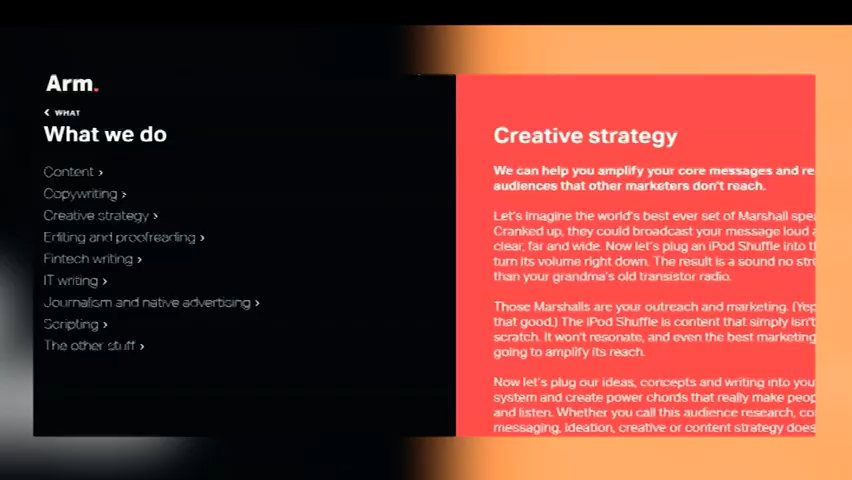 Arm.
‹ WHAT
What we do
Content ›
Copywriting ›
Creative strategy ›
Editing and proofreading ›
Fintech writing ›
IT writing ›
Journalism and native advertising ›
Scripting ›
The other stuff ›
Creative strategy
We can help you amplify your core messages and re
audiences that other marketers don't reach.
Let's imagine the world's best ever set of Marshall spea
Cranked up, they could broadcast your message loud a
clear, far and wide. Now let's plug an iPod Shuffle into t
turn its volume right down. The result is a sound no str
than your grandma's old transistor radio.
Those Marshalls are your outreach and marketing. (Yep
that good.) The iPod Shuffle is content that simply isn't
scratch. It won't resonate, and even the best marketing
going to amplify its reach.
Now let's plug our ideas, concepts and writing into you
system and create power chords that really make peop
and listen. Whether you call this audience research, co
messaging, ideation, creative or content strategy does